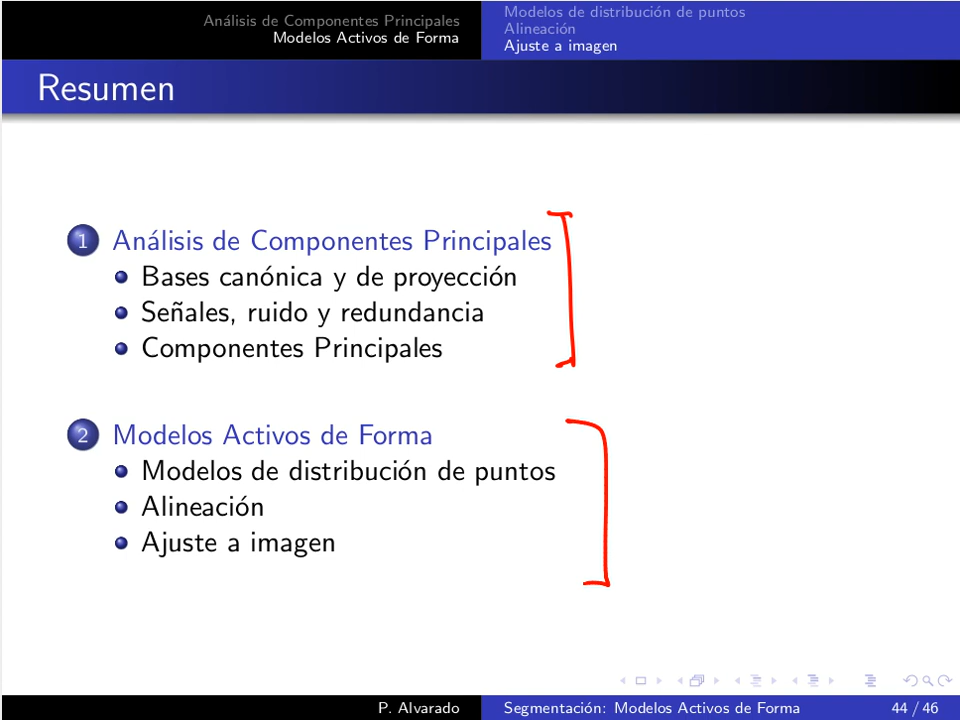 Análisis de Componentes Principales
Modelos Activos de Forma
Modelos de distribución de puntos
Alineación
Ajuste a imagen
Resumen
1 Análisis de Componentes Principales
Bases canónica y de proyección
Señales, ruido y redundancia
Componentes Principales
2 Modelos Activos de Forma
Modelos de distribución de puntos
Alineación
Ajuste a imagen
P. Alvarado
Segmentación: Modelos Activos de Forma
44 / 46